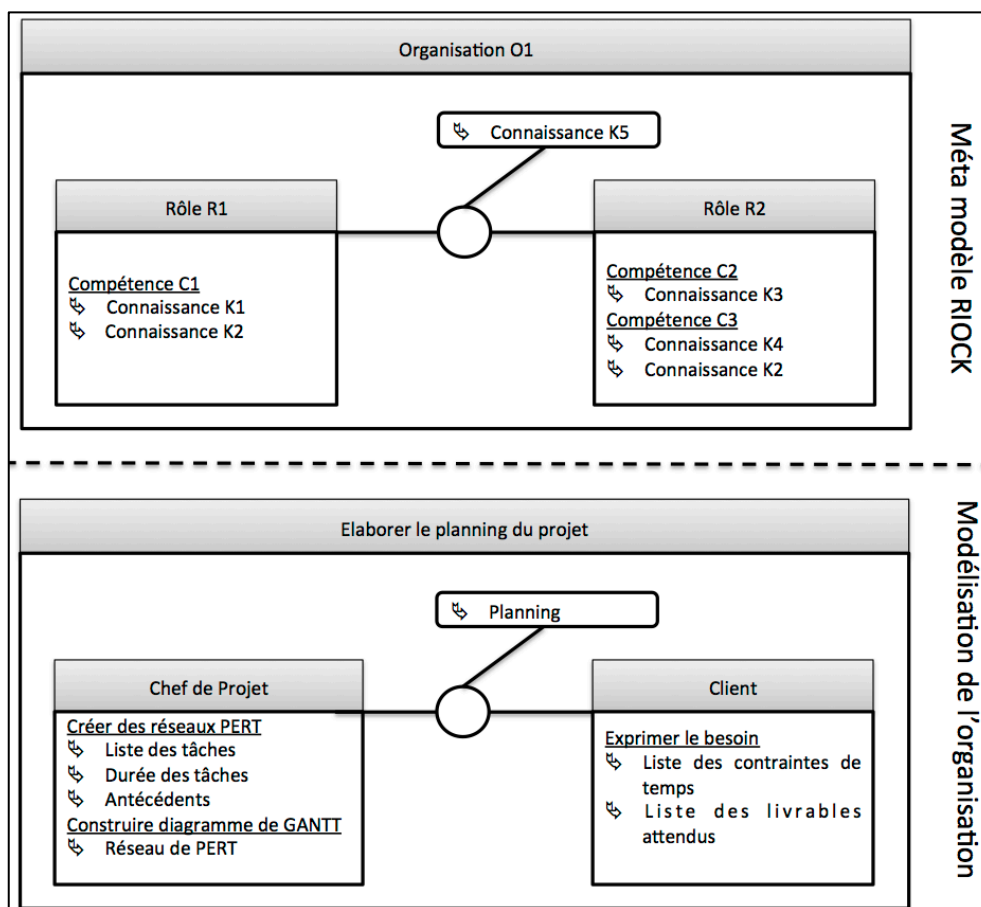 Organisation O1
Connaissance K5
Rôle R1
Compétence C1
Connaissance K1
Connaissance K2
Rôle R2
Compétence C2
Connaissance K3
Compétence C3
Connaissance K4
Connaissance K2
Méta modèle RIOCK
Elaborer le planning du projet
Planning
Chef de Projet
Créer des réseaux PERT
Liste des tâches
Durée des tâches
Antécédents
Construire diagramme de GANTT
Réseau de PERT
Client
Exprimer le besoin
Liste des contraintes de
temps
Liste des livrables
attendus
Modélisation de l'organisation